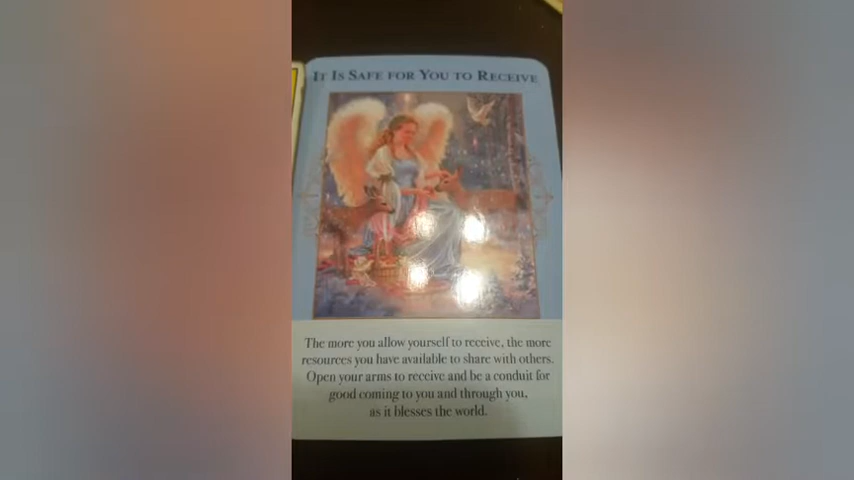 It Is Safe for You to Receive
The more you allow yourself to receive, the more
resources you have available to share with others.
Open your arms to receive and be a conduit for
good coming to you and through you,
as it blesses the world.